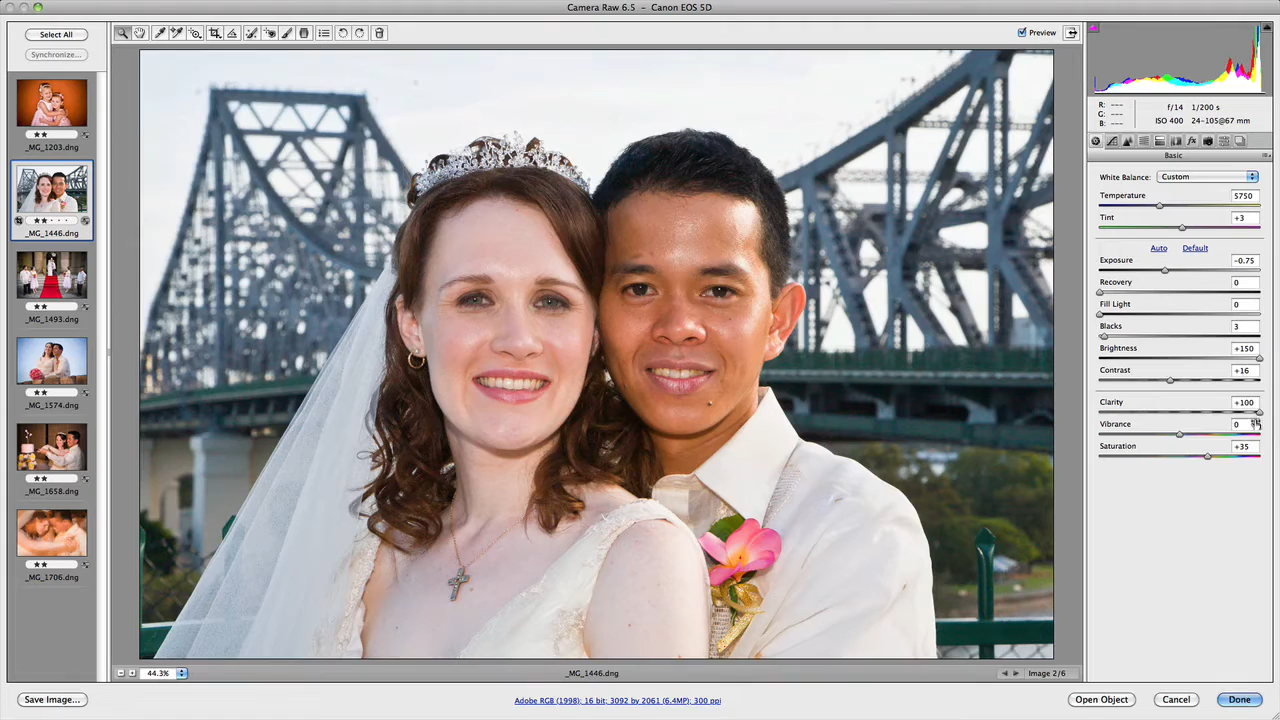 Camera Raw 6.5 – Canon EOS 5D
Select All
Synchronize...
Preview
_MG_1203.dng
_MG_1446.dng
_MG_1493.dng
_MG_1574.dng
_MG_1658.dng
_MG_1706.dng
R: ---
G: ---
B: ---
f/14 1/200 s
ISO 400 24-105@67 mm
Basic
White Balance: Custom
Temperature 5750
Tint +3
Auto Default
Exposure -0.75
Recovery 0
Fill Light 0
Blacks 3
Brightness +150
Contrast +16
Clarity +100
Vibrance 0
Saturation +35
44.3%
_MG_1446.dng
Image 2/6
Save Image...
Adobe RGB (1998); 16 bit; 3092 by 2061 (6.4MP); 300 ppi
Open Object
Cancel
Done